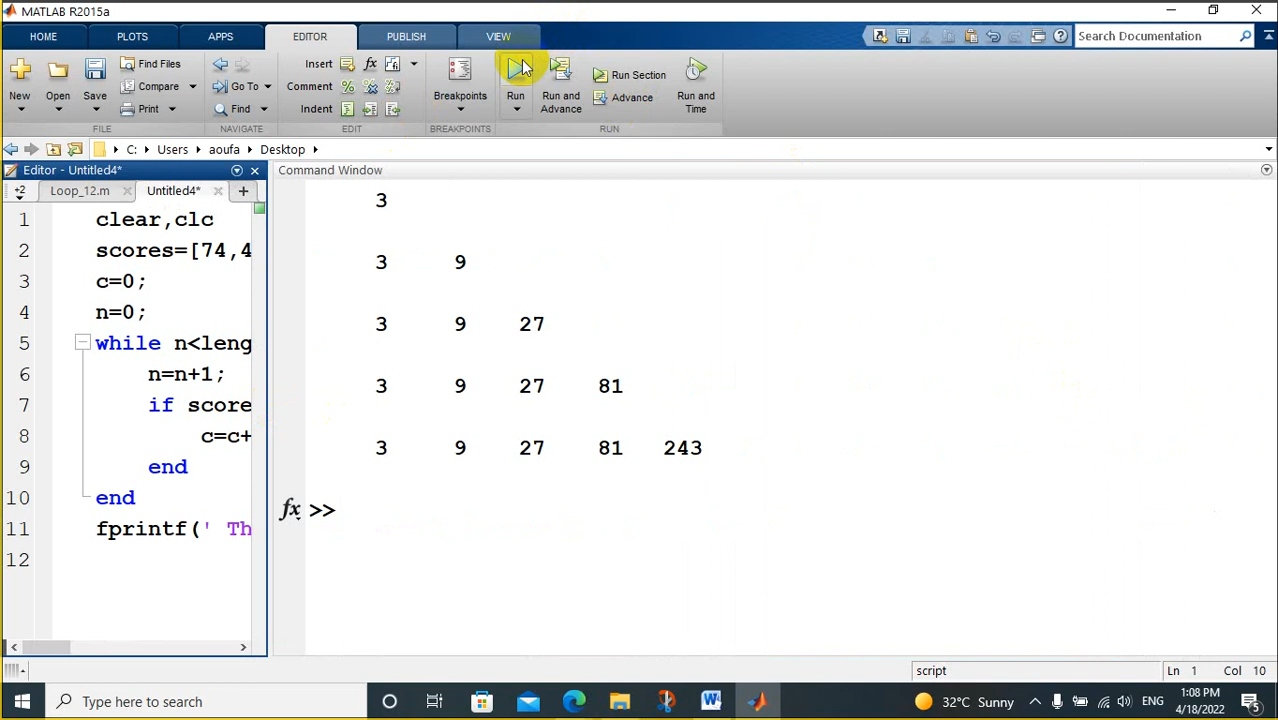 MATLAB R2015a
HOME PLOTS APPS EDITOR PUBLISH VIEW Search Documentation
Find Files Insert fx Run Section
Compare Go To Comment
New Open Save Breakpoints Run Run and Advance Advance Run and Time
Print Find Indent
FILE NAVIGATE EDIT BREAKPOINTS RUN
C: Users aoufa Desktop
Editor - Untitled4* Command Window
+2 Loop_12.m Untitled4* +
1 clear,clc
2 scores=[74,4
3 c=0;
4 n=0;
5 while n<leng
6 n=n+1;
7 if score
8 c=c+
9 end
10 end
11 fprintf(' Th
12
3
3 9
3 9 27
3 9 27 81
3 9 27 81 243
fx >>
script Ln 1 Col 10
Type here to search 32°C Sunny ENG 1:08 PM
4/18/2022 5